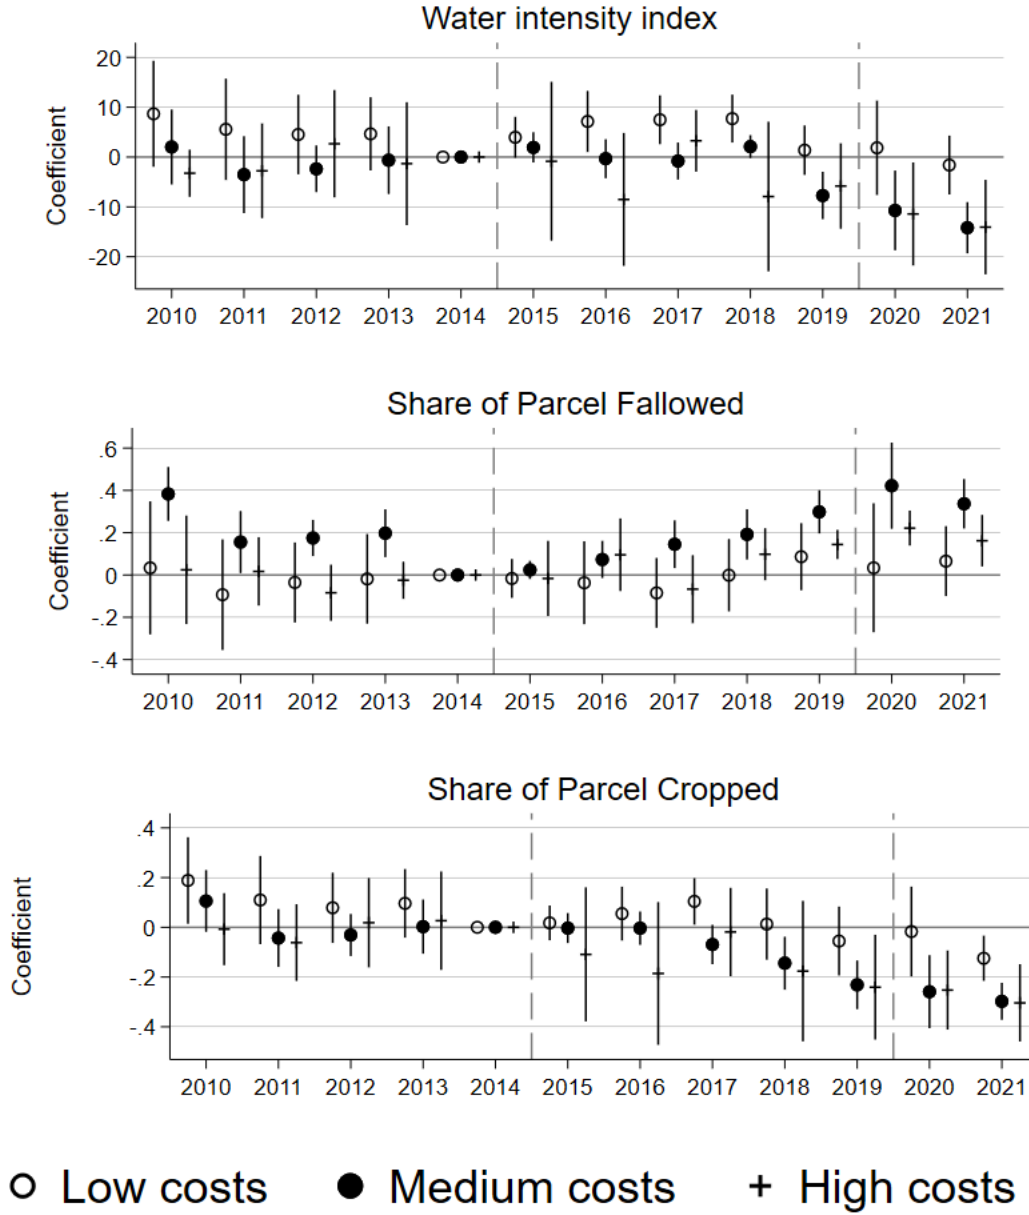 Water intensity index
Coefficient
20
10
0
-10
-20
2010 2011 2012 2013 2014 2015 2016 2017 2018 2019 2020 2021
Share of Parcel Fallowed
Coefficient
.6
.4
.2
0
-.2
-.4
2010 2011 2012 2013 2014 2015 2016 2017 2018 2019 2020 2021
Share of Parcel Cropped
Coefficient
.4
.2
0
-.2
-.4
2010 2011 2012 2013 2014 2015 2016 2017 2018 2019 2020 2021
Low costs Medium costs High costs